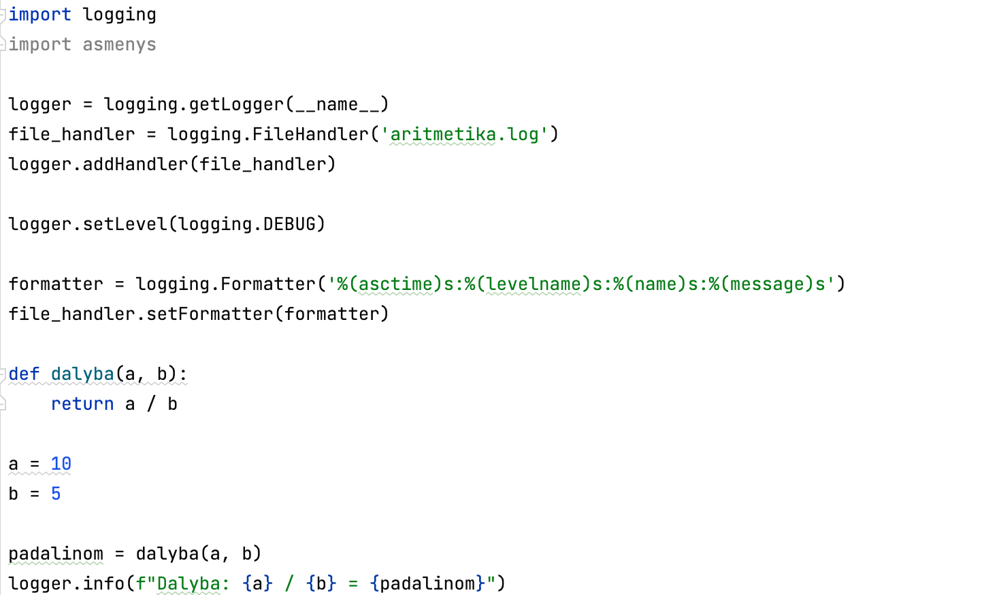 import logging
import asmenys
logger = logging.getLogger(__name__)
file_handler = logging.FileHandler('aritmetika.log')
logger.addHandler(file_handler)
logger.setLevel(logging.DEBUG)
formatter = logging.Formatter('%(asctime)s:%(levelname)s:%(name)s:%(message)s')
file_handler.setFormatter(formatter)
def dalyba(a, b):
    return a / b
a = 10
b = 5
padalinom = dalyba(a, b)
logger.info(f"Dalyba: {a} / {b} = {padalinom}")